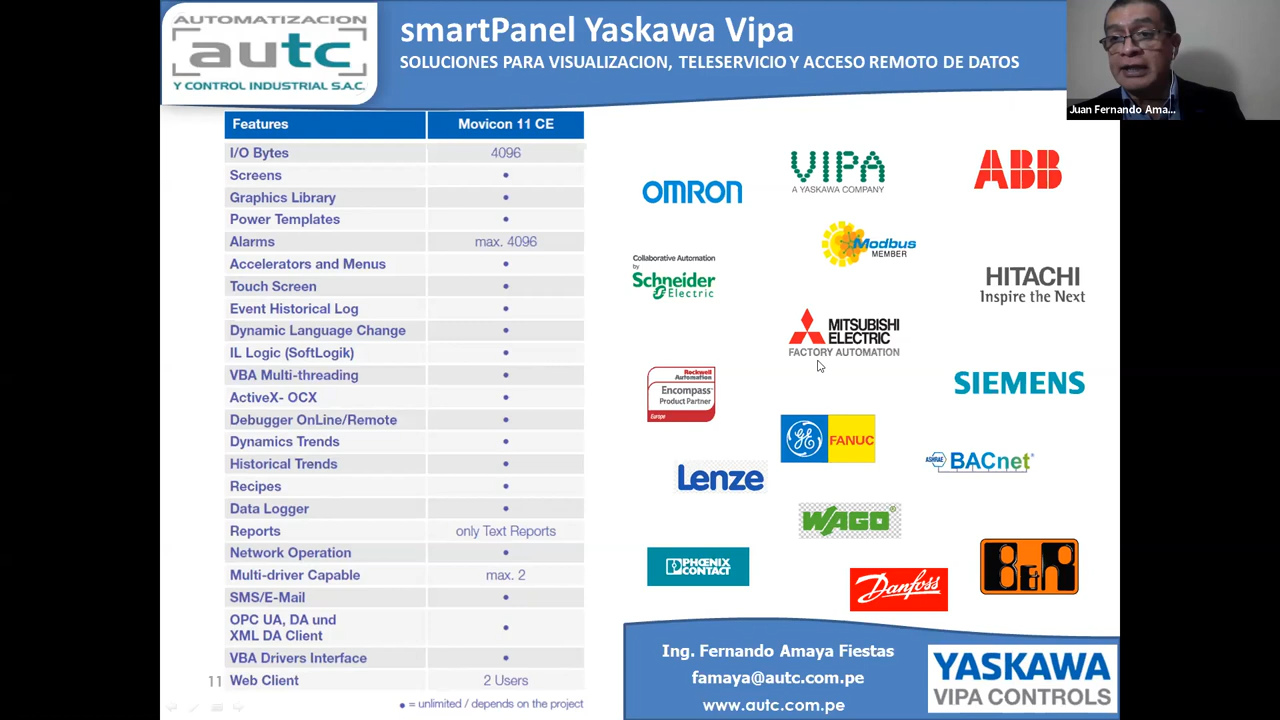 AUTOMATIZACION
autc
Y CONTROL INDUSTRIAL S.A.C.
smartPanel Yaskawa Vipa
SOLUCIONES PARA VISUALIZACION, TELESERVICIO Y ACCESO REMOTO DE DATOS
Juan Fernando Ama...
Features Movicon 11 CE
I/O Bytes 4096
Screens •
Graphics Library •
Power Templates •
Alarms max. 4096
Accelerators and Menus •
Touch Screen •
Event Historical Log •
Dynamic Language Change •
IL Logic (SoftLogik) •
VBA Multi-threading •
ActiveX- OCX •
Debugger OnLine/Remote •
Dynamics Trends •
Historical Trends •
Recipes •
Data Logger •
Reports only Text Reports
Network Operation •
Multi-driver Capable max. 2
SMS/E-Mail •
OPC UA, DA und
XML DA Client •
VBA Drivers Interface •
Web Client 2 Users
• = unlimited / depends on the project
11
OMRON
VIPA
A YASKAWA COMPANY
ABB
Modbus
MEMBER
Collaborative Automation
by
Schneider
Electric
HITACHI
Inspire the Next
MITSUBISHI
ELECTRIC
FACTORY AUTOMATION
Rockwell
Automation
Encompass
Product Partner
Europe
SIEMENS
GE FANUC
ASHRAE BACnet™
Lenze
WAGO®
PHŒNIX
CONTACT
Danfoss
B&R
Ing. Fernando Amaya Fiestas
famaya@autc.com.pe
www.autc.com.pe
YASKAWA
VIPA CONTROLS